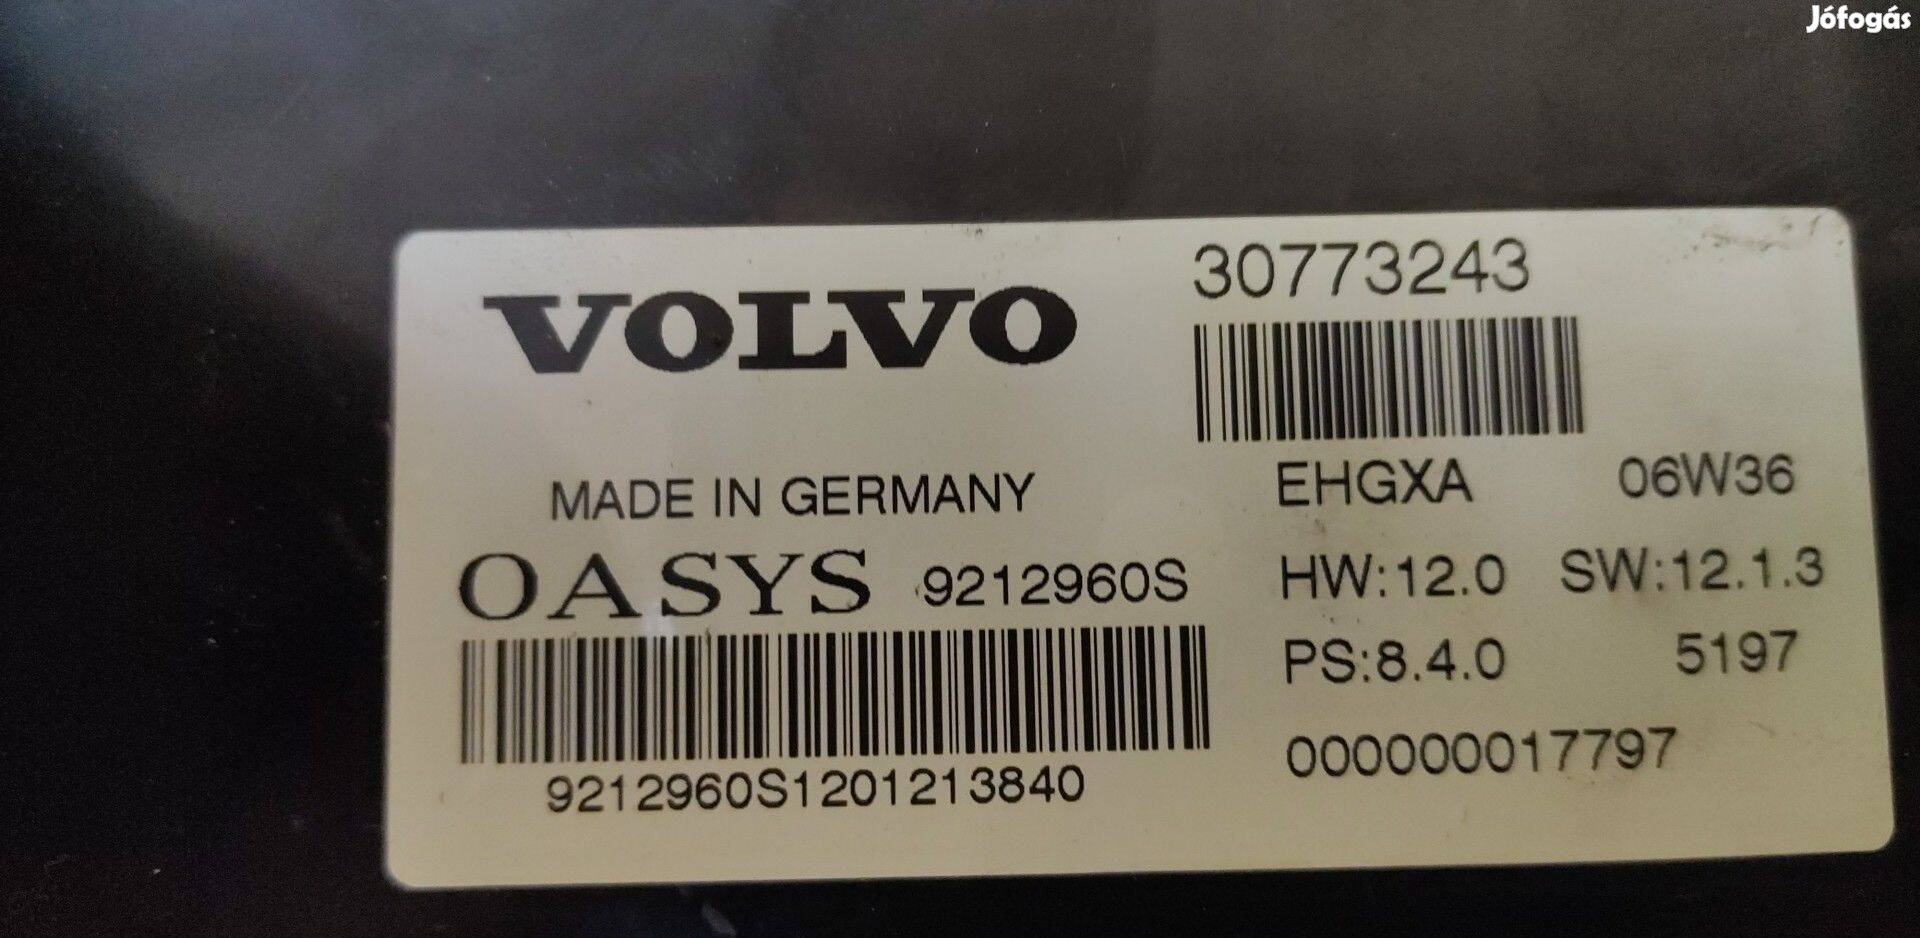 Jófogás
VOLVO
30773243
MADE IN GERMANY
EHGXA 06W36
OASYS 9212960S
HW:12.0 SW:12.1.3
PS:8.4.0 5197
9212960S1201213840
000000017797